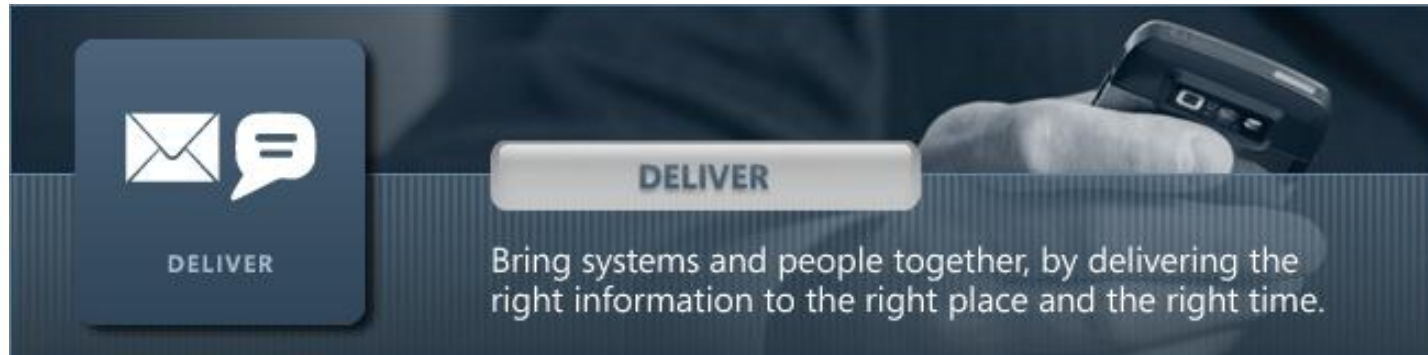 DELIVER
DELIVER
Bring systems and people together, by delivering the
right information to the right place and the right time.